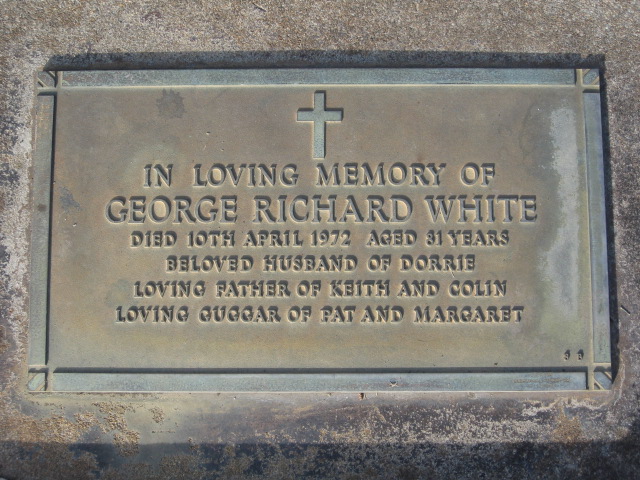 IN LOVING MEMORY OF
GEORGE RICHARD WHITE
DIED 10TH APRIL 1972 AGED 81 YEARS
BELOVED HUSBAND OF DORRIE
LOVING FATHER OF KEITH AND COLIN
LOVING GUGGAR OF PAT AND MARGARET